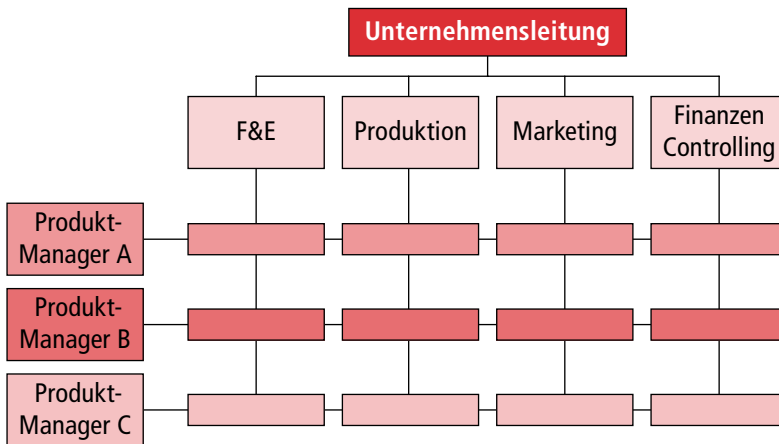 Unternehmensleitung
F&E
Produktion
Marketing
Finanzen
Controlling
Produkt-
Manager A
Produkt-
Manager B
Produkt-
Manager C